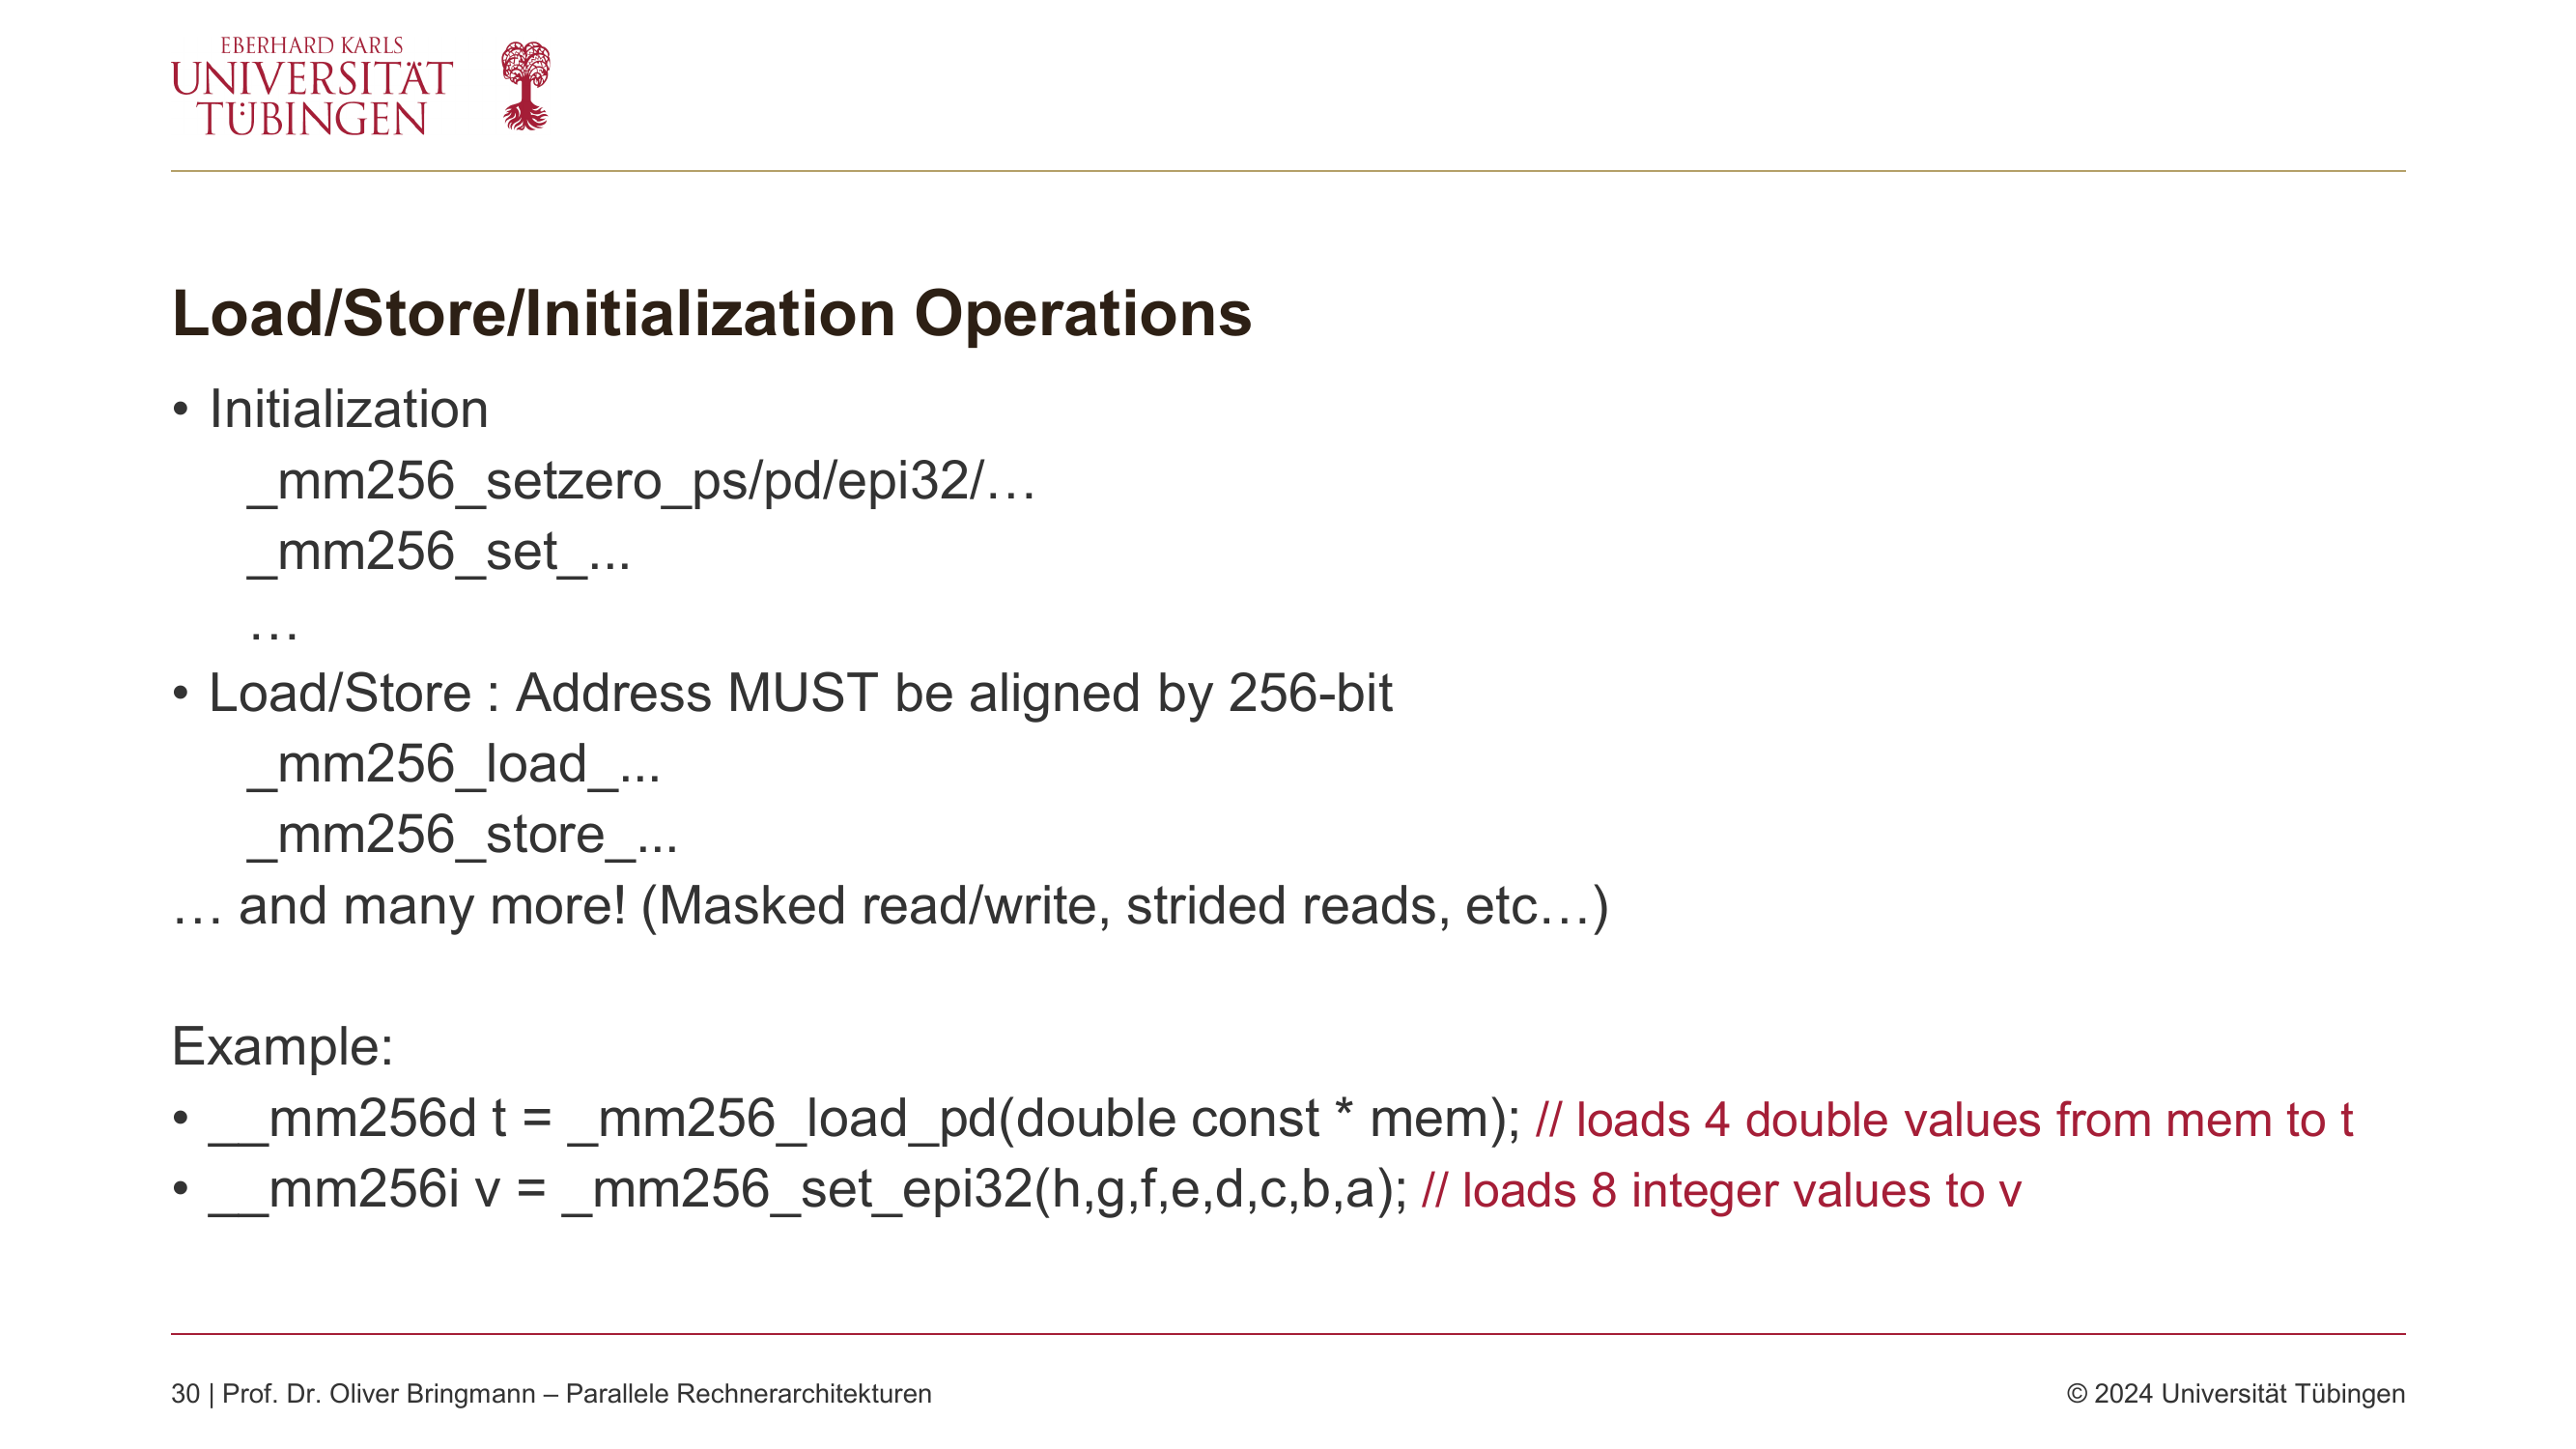 EBERHARD KARLS
UNIVERSITÄT
TÜBINGEN
Load/Store/Initialization Operations
• Initialization
_mm256_setzero_ps/pd/epi32/…
_mm256_set_...
…
• Load/Store : Address MUST be aligned by 256-bit
_mm256_load_...
_mm256_store_...
… and many more! (Masked read/write, strided reads, etc…)
Example:
• __mm256d t = _mm256_load_pd(double const * mem); // loads 4 double values from mem to t
• __mm256i v = _mm256_set_epi32(h,g,f,e,d,c,b,a); // loads 8 integer values to v
30 | Prof. Dr. Oliver Bringmann – Parallele Rechnerarchitekturen
© 2024 Universität Tübingen